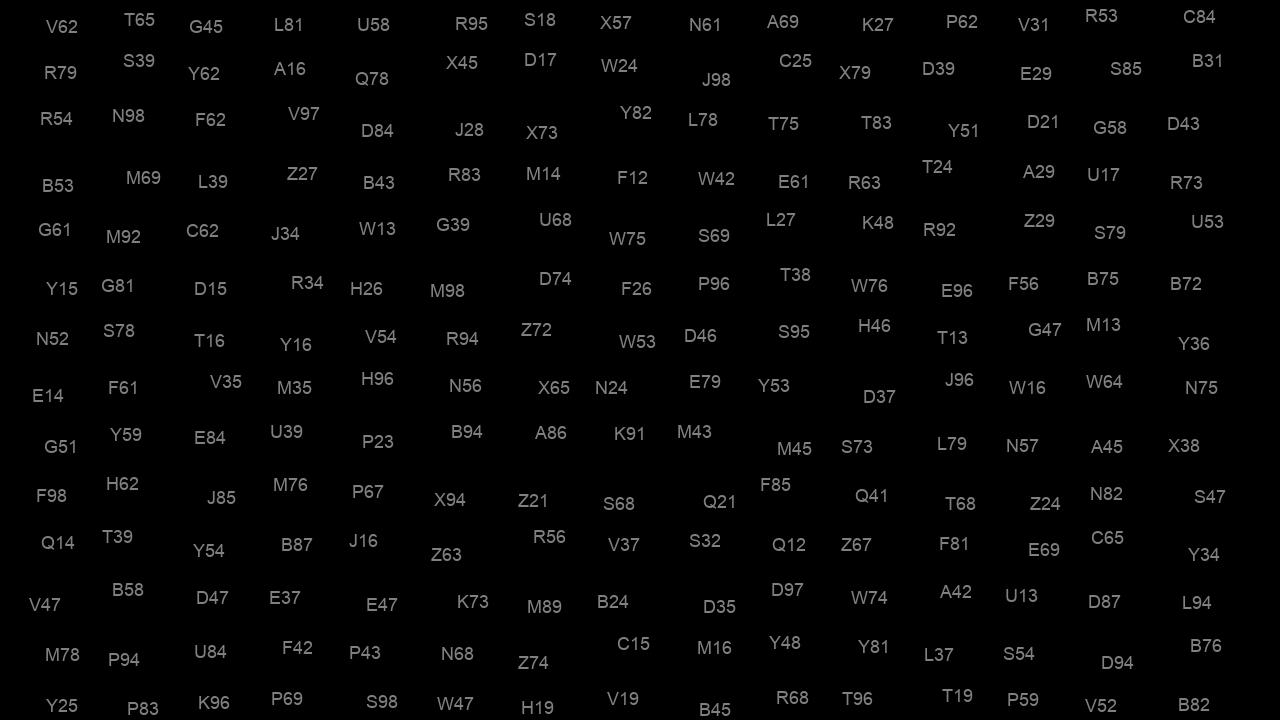 V62 T65 G45 L81 U58 R95 S18 X57 N61 A69 K27 P62 V31 R53 C84
R79 S39 Y62 A16 Q78 X45 D17 W24 J98 C25 X79 D39 E29 S85 B31
R54 N98 F62 V97 D84 J28 X73 Y82 L78 T75 T83 Y51 D21 G58 D43
B53 M69 L39 Z27 B43 R83 M14 F12 W42 E61 R63 T24 A29 U17 R73
G61 M92 C62 J34 W13 G39 U68 W75 S69 L27 K48 R92 Z29 S79 U53
Y15 G81 D15 R34 H26 M98 D74 F26 P96 T38 W76 E96 F56 B75 B72
N52 S78 T16 Y16 V54 R94 Z72 W53 D46 S95 H46 T13 G47 M13 Y36
E14 F61 V35 M35 H96 N56 X65 N24 E79 Y53 D37 J96 W16 W64 N75
G51 Y59 E84 U39 P23 B94 A86 K91 M43 M45 S73 L79 N57 A45 X38
F98 H62 J85 M76 P67 X94 Z21 S68 Q21 F85 Q41 T68 Z24 N82 S47
Q14 T39 Y54 B87 J16 Z63 R56 V37 S32 Q12 Z67 F81 E69 C65 Y34
V47 B58 D47 E37 E47 K73 M89 B24 D35 D97 W74 A42 U13 D87 L94
M78 P94 U84 F42 P43 N68 Z74 C15 M16 Y48 Y81 L37 S54 D94 B76
Y25 P83 K96 P69 S98 W47 H19 V19 B45 R68 T96 T19 P59 V52 B82